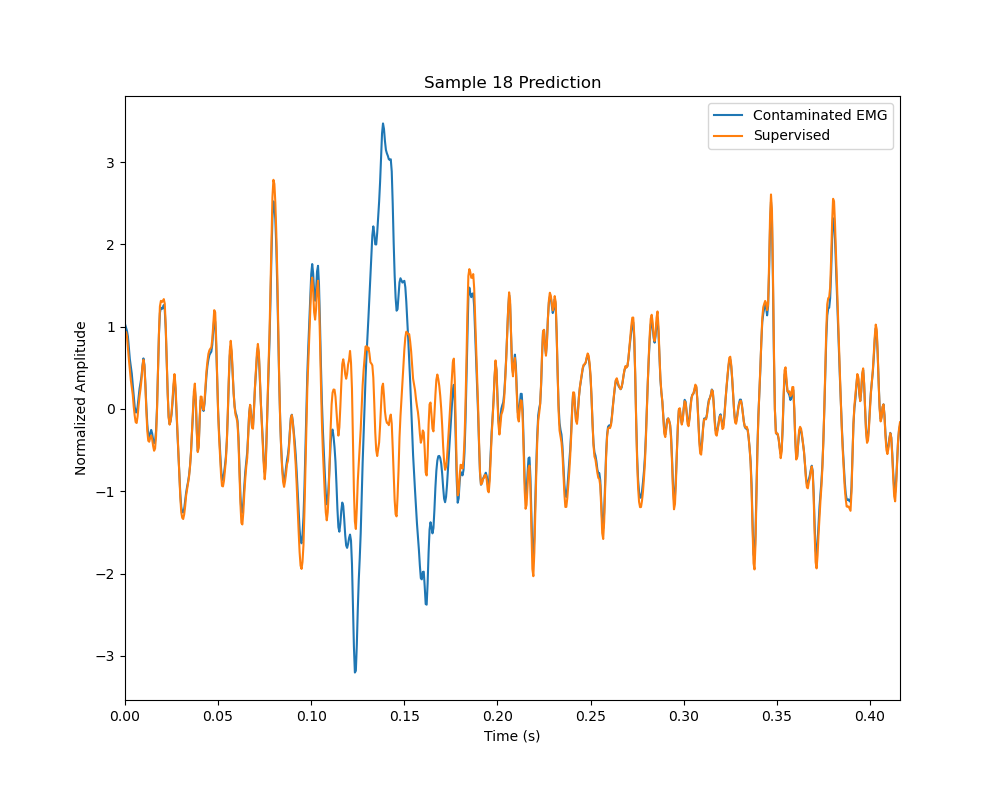 Sample 18 Prediction
Contaminated EMG
Supervised
Normalized Amplitude
3
2
1
0
−1
−2
−3
0.00 0.05 0.10 0.15 0.20 0.25 0.30 0.35 0.40
Time (s)